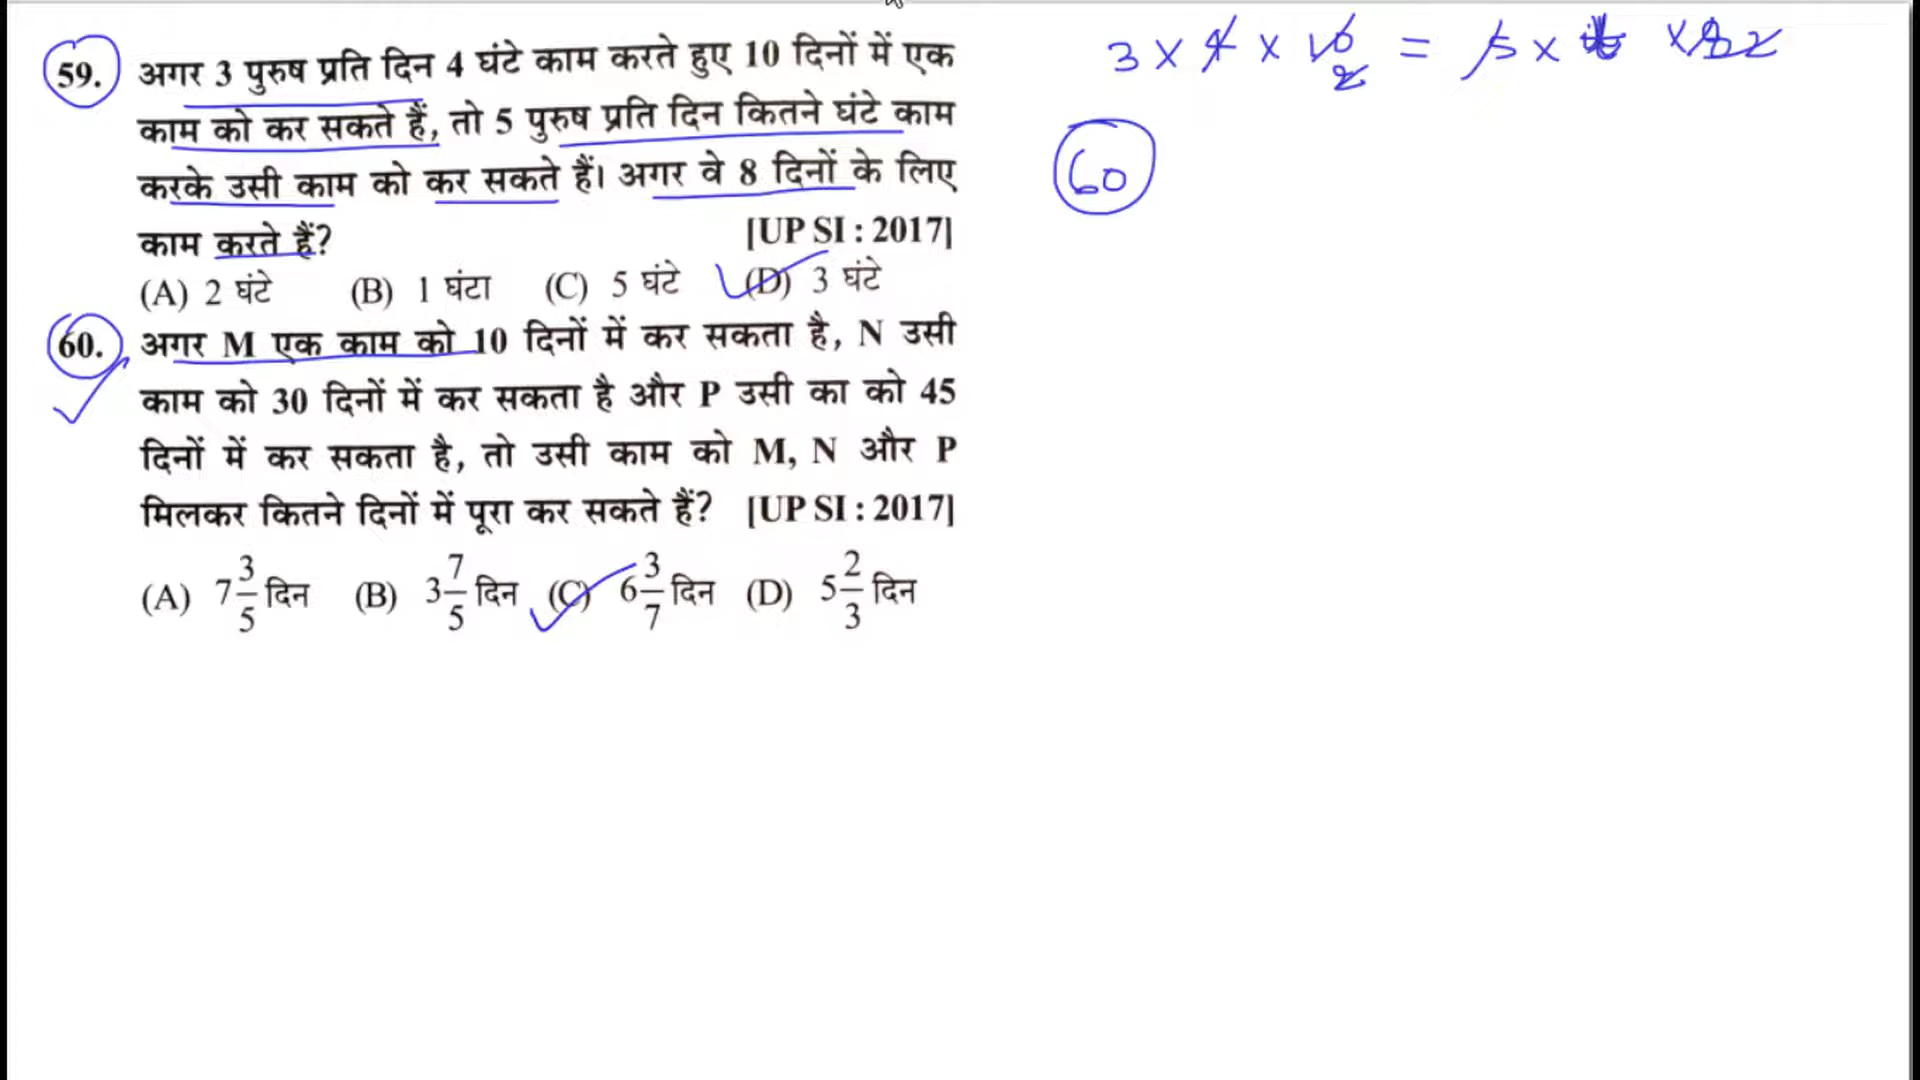 59. अगर 3 पुरुष प्रति दिन 4 घंटे काम करते हुए 10 दिनों में एक
काम को कर सकते हैं, तो 5 पुरुष प्रति दिन कितने घंटे काम
करके उसी काम को कर सकते हैं। अगर वे 8 दिनों के लिए
काम करते हैं? [UP SI : 2017]
(A) 2 घंटे (B) 1 घंटा (C) 5 घंटे (D) 3 घंटे
60. अगर M एक काम को 10 दिनों में कर सकता है, N उसी
काम को 30 दिनों में कर सकता है और P उसी का को 45
दिनों में कर सकता है, तो उसी काम को M, N और P
मिलकर कितने दिनों में पूरा कर सकते हैं? [UP SI : 2017]
(A) 7 3/5 दिन (B) 3 7/5 दिन (C) 6 3/7 दिन (D) 5 2/3 दिन
3 × 4 × 10 = 5 × × 8 2
2
60